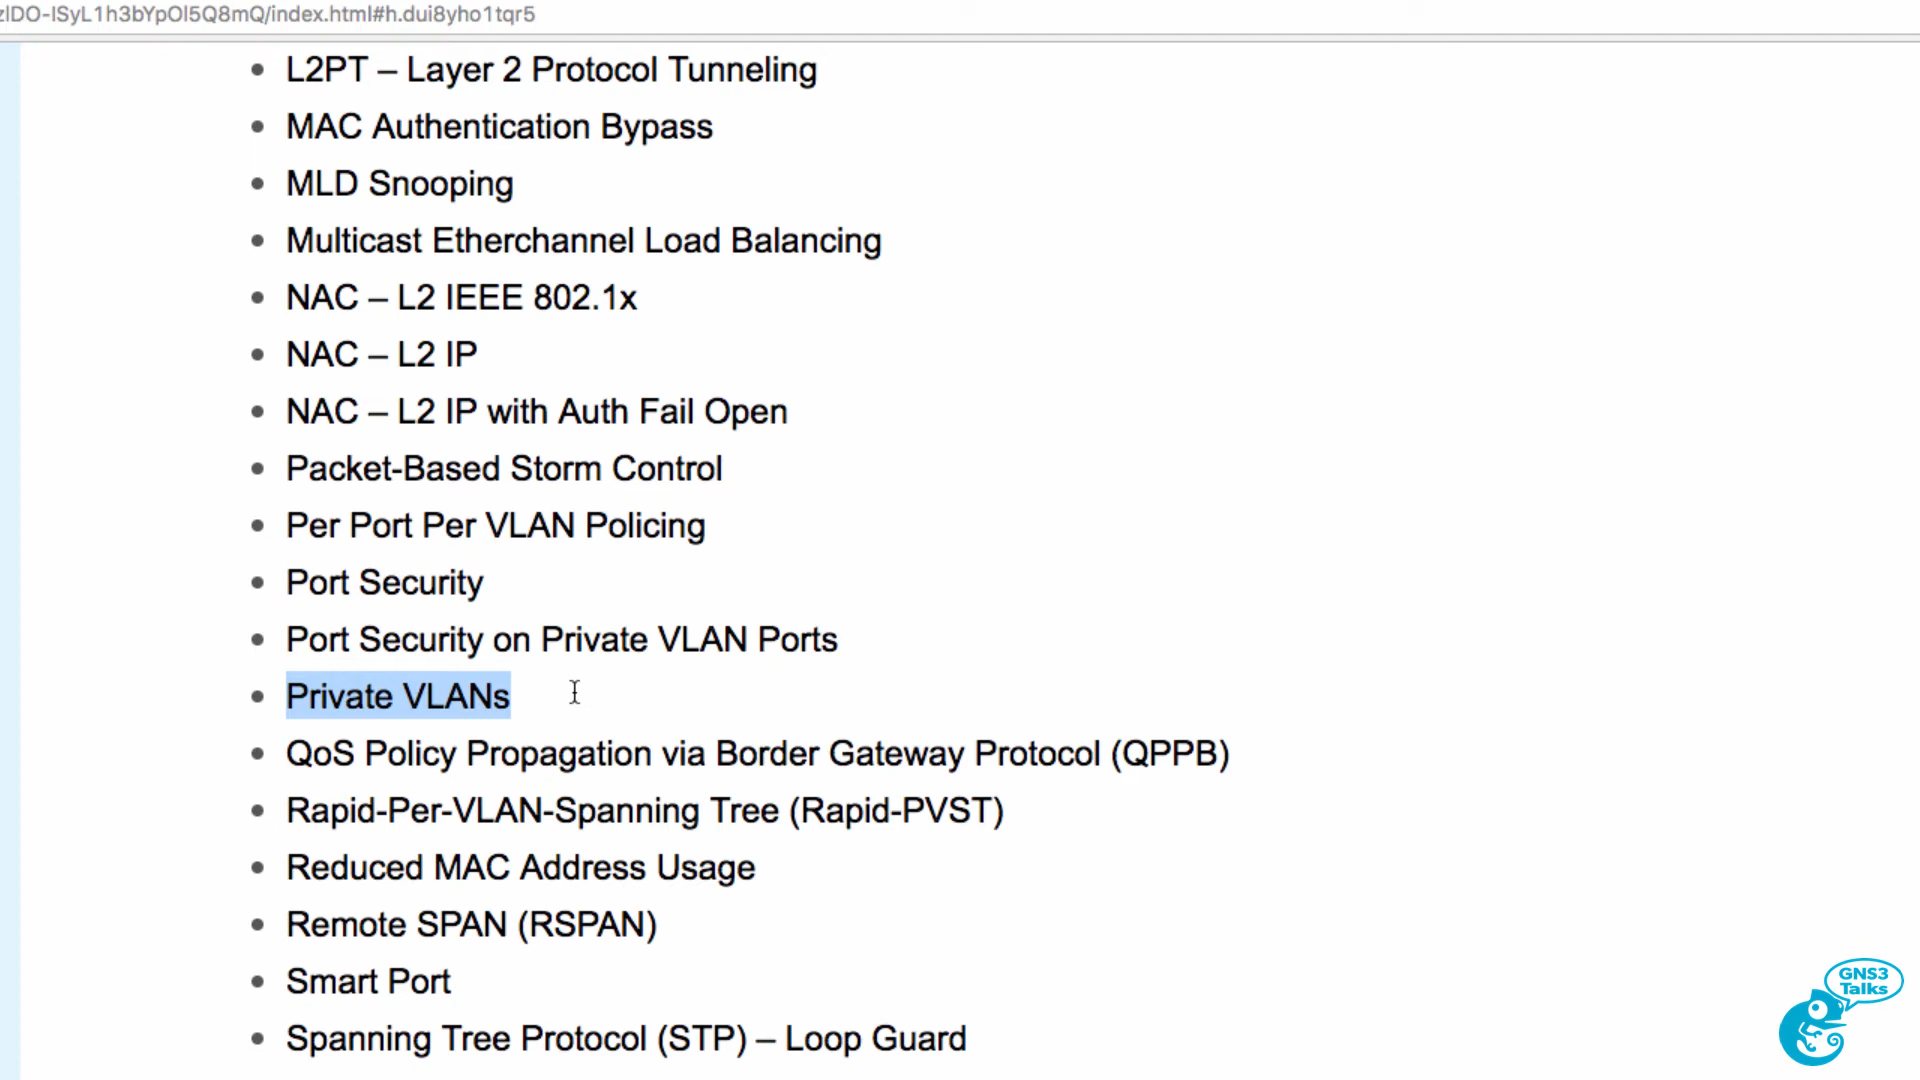 zlDO-ISyL1h3bYpOl5Q8mQ/index.html#h.dui8yho1tqr5
• L2PT – Layer 2 Protocol Tunneling
• MAC Authentication Bypass
• MLD Snooping
• Multicast Etherchannel Load Balancing
• NAC – L2 IEEE 802.1x
• NAC – L2 IP
• NAC – L2 IP with Auth Fail Open
• Packet-Based Storm Control
• Per Port Per VLAN Policing
• Port Security
• Port Security on Private VLAN Ports
• Private VLANs
• QoS Policy Propagation via Border Gateway Protocol (QPPB)
• Rapid-Per-VLAN-Spanning Tree (Rapid-PVST)
• Reduced MAC Address Usage
• Remote SPAN (RSPAN)
• Smart Port
• Spanning Tree Protocol (STP) – Loop Guard
GNS3
Talks